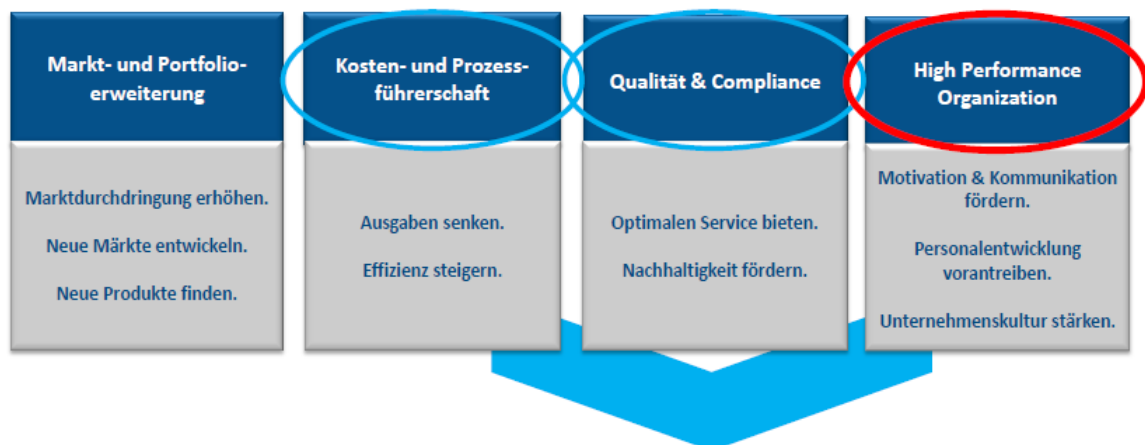 Markt- und Portfolio-
erweiterung
Marktdurchdringung erhöhen.
Neue Märkte entwickeln.
Neue Produkte finden.
Kosten- und Prozess-
führerschaft
Ausgaben senken.
Effizienz steigern.
Qualität & Compliance
Optimalen Service bieten.
Nachhaltigkeit fördern.
High Performance
Organization
Motivation & Kommunikation
fördern.
Personalentwicklung
vorantreiben.
Unternehmenskultur stärken.